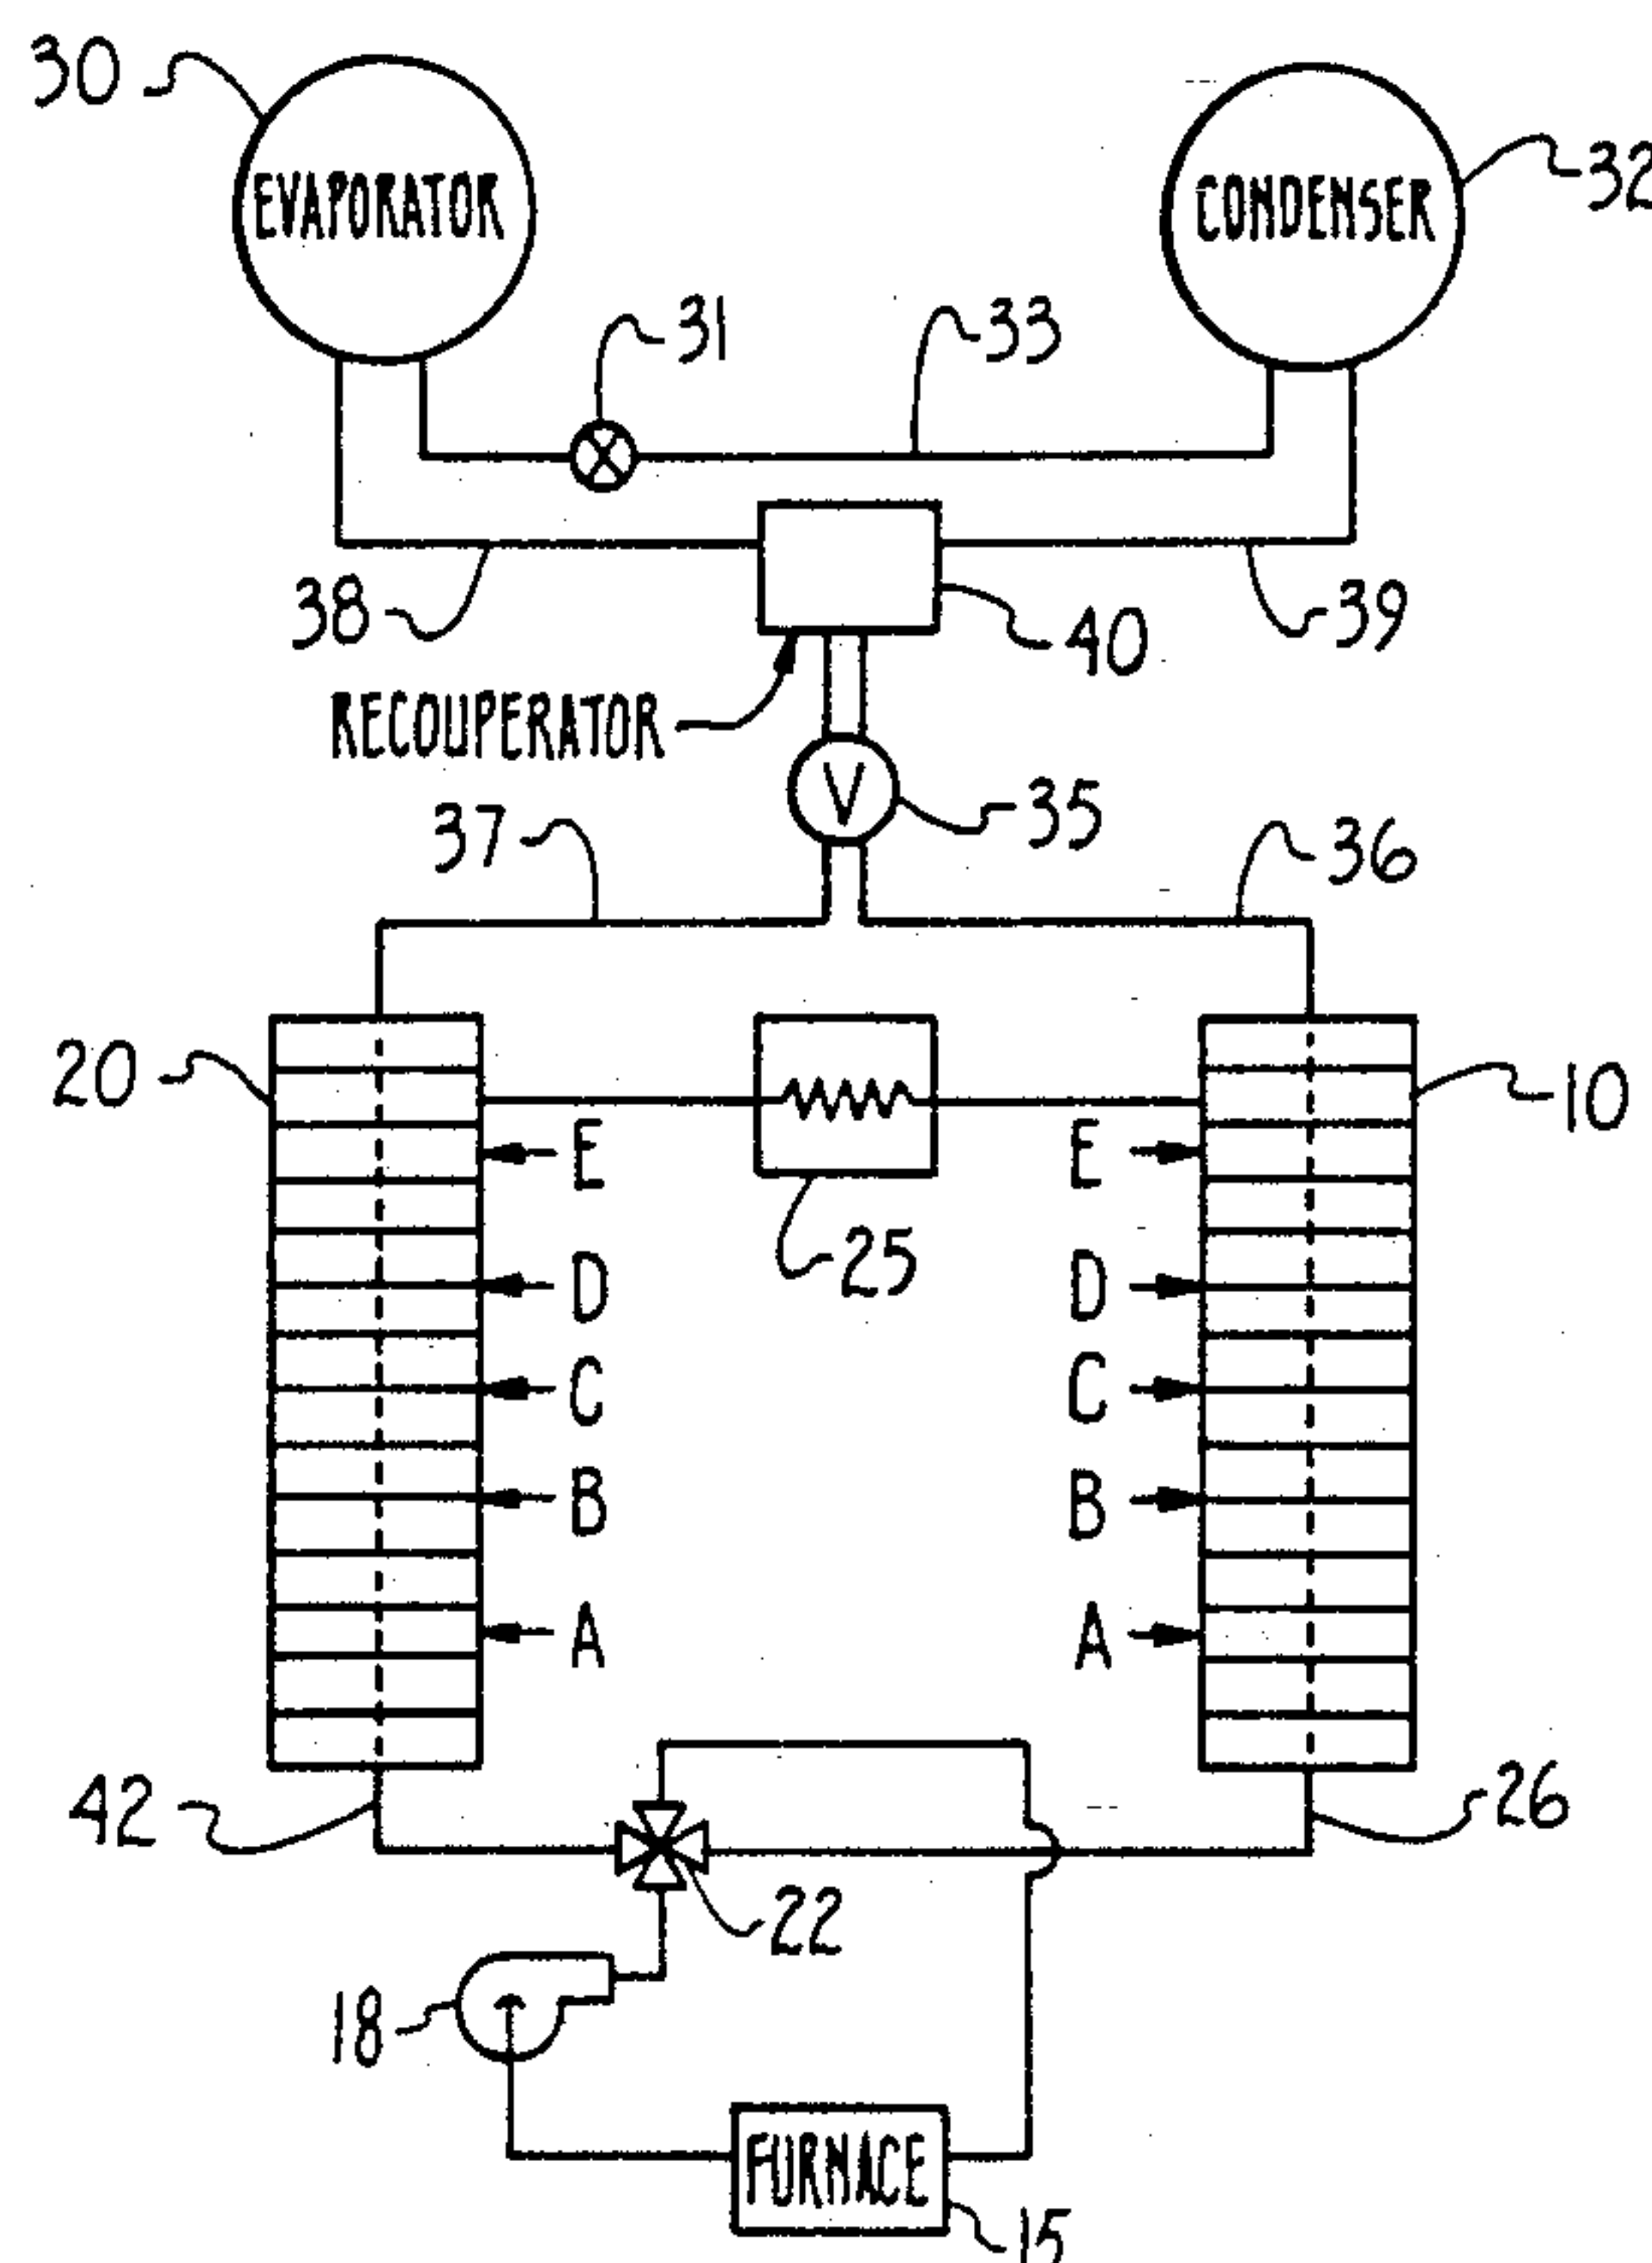 30
EVAPORATOR
CONDENSER
32
31
33
38
40
39
RECOUPERATOR
V
35
37
36
20
10
E
E
25
D
D
C
C
B
B
A
A
42
26
22
18
FURNACE
15